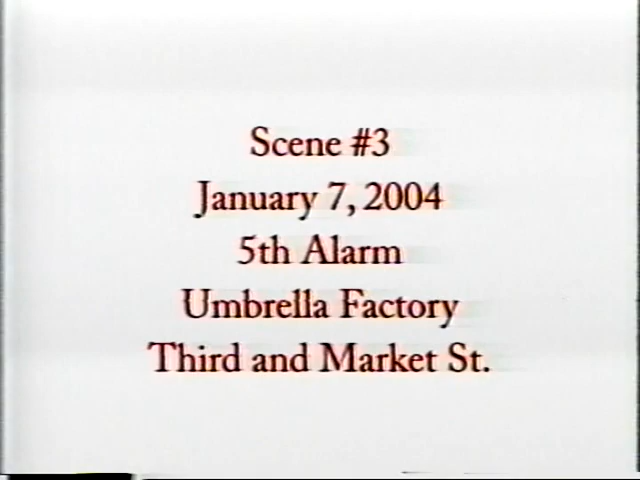 Scene #3
January 7, 2004
5th Alarm
Umbrella Factory
Third and Market St.